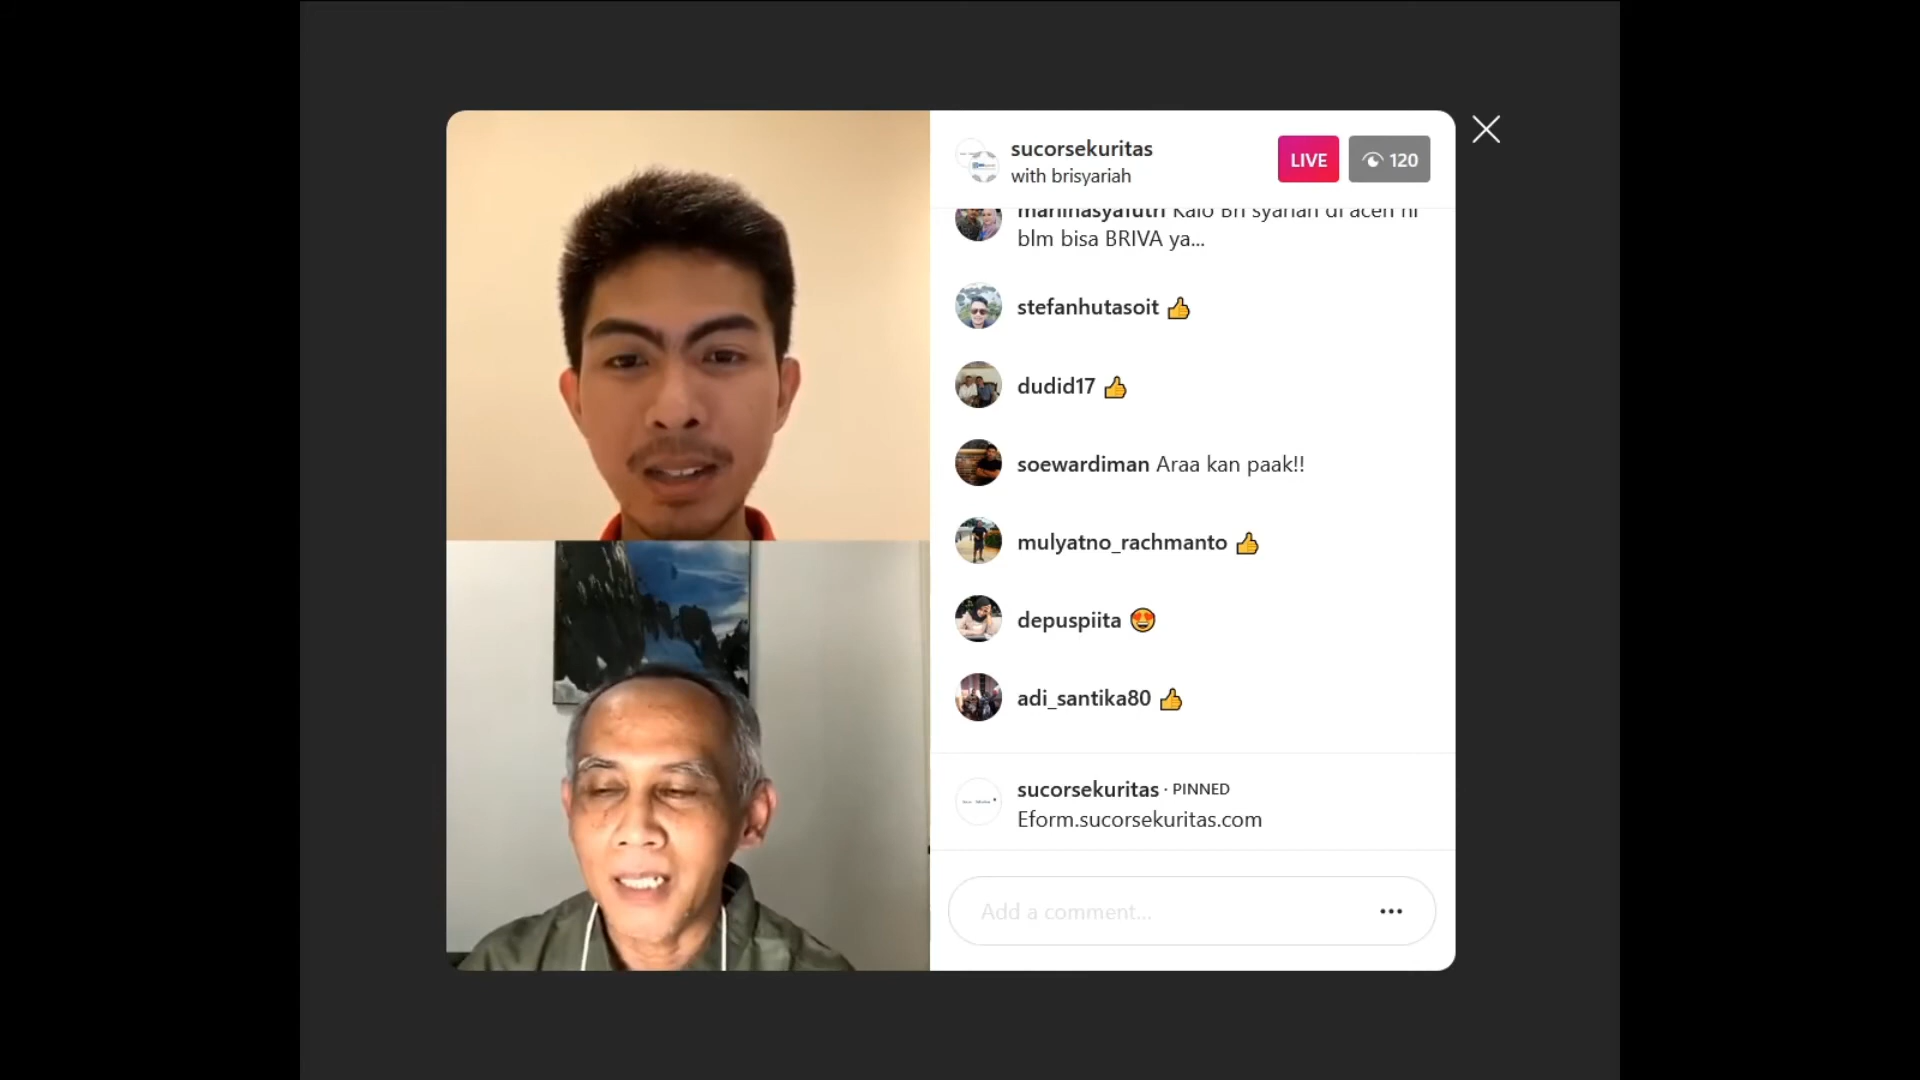 sucorsekuritas
with brisyariah
LIVE
120
blm bisa BRIVA ya...
stefanhutasoit 👍
dudid17 👍
soewardiman Araa kan paak!!
mulyatno_rachmanto 👍
depuspiita 😍
adi_santika80 👍
sucorsekuritas · PINNED
Eform.sucorsekuritas.com
Add a comment...